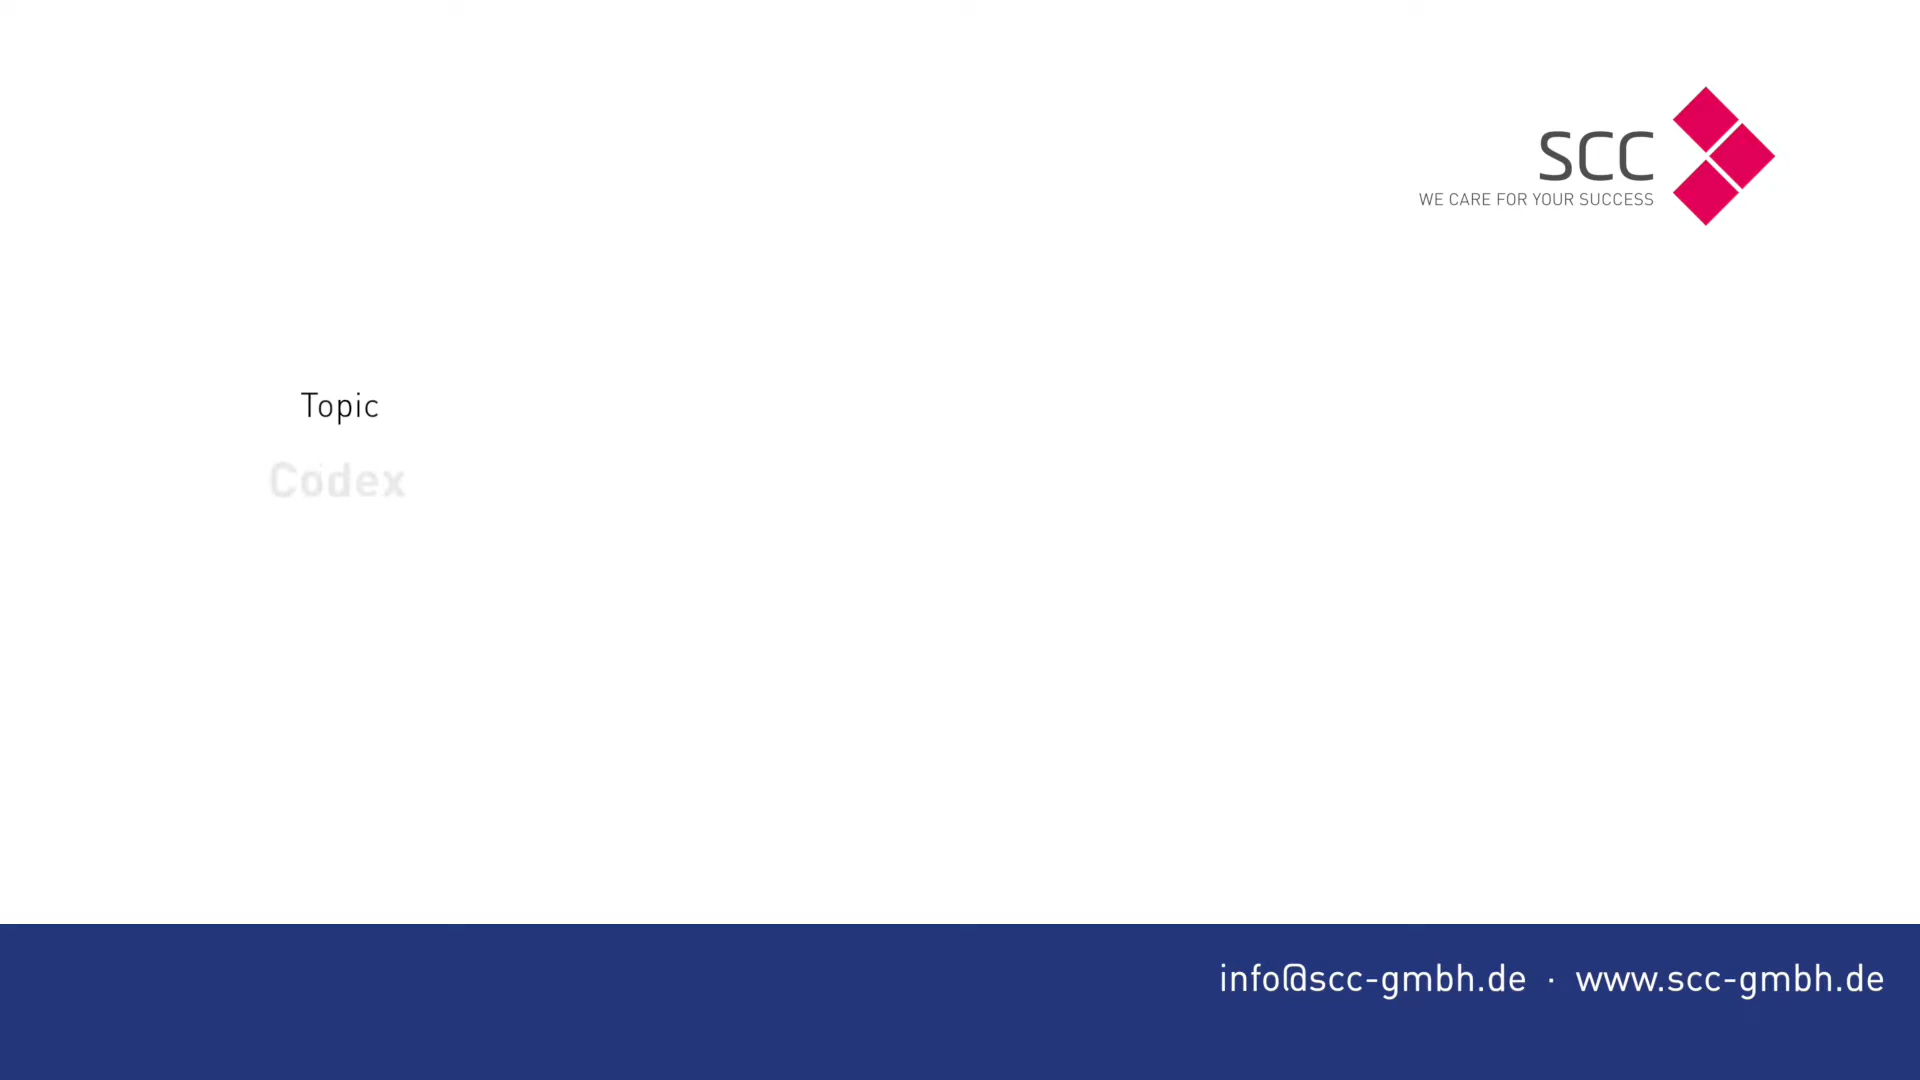 SCC
WE CARE FOR YOUR SUCCESS
Topic
Codex
info@scc-gmbh.de · www.scc-gmbh.de